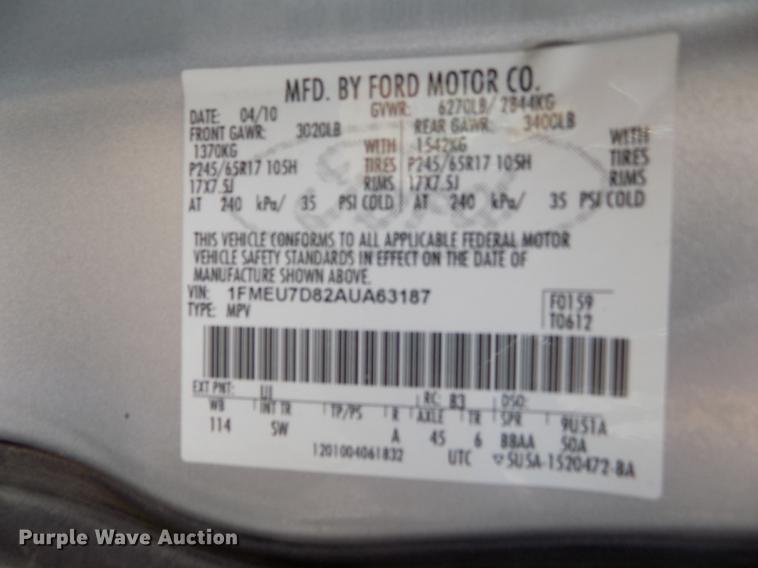 MFD. BY FORD MOTOR CO.
DATE: 04/10 GVWR: 6270LB/ 2844KG
FRONT GAWR: 3020LB REAR GAWR: 3400LB
1370KG WITH 1542KG WITH
P245/65R17 105H TIRES P245/65R17 105H TIRES
17X7.5J RIMS 17X7.5J RIMS
AT 240 kPa/ 35 PSI COLD AT 240 kPa/ 35 PSI COLD
THIS VEHICLE CONFORMS TO ALL APPLICABLE FEDERAL MOTOR
VEHICLE SAFETY STANDARDS IN EFFECT ON THE DATE OF
MANUFACTURE SHOWN ABOVE.
VIN: 1FMEU7D82AUA63187 F0159
TYPE: MPV T0612
EXT PNT: UI RC: 83 DSO:
WB INT TR TP/PS R AXLE TR SPR 9U51A
114 SW A 45 6 BBAA 50A
1201004061832 UTC ▽5U5A-1520472-BA
Purple Wave Auction